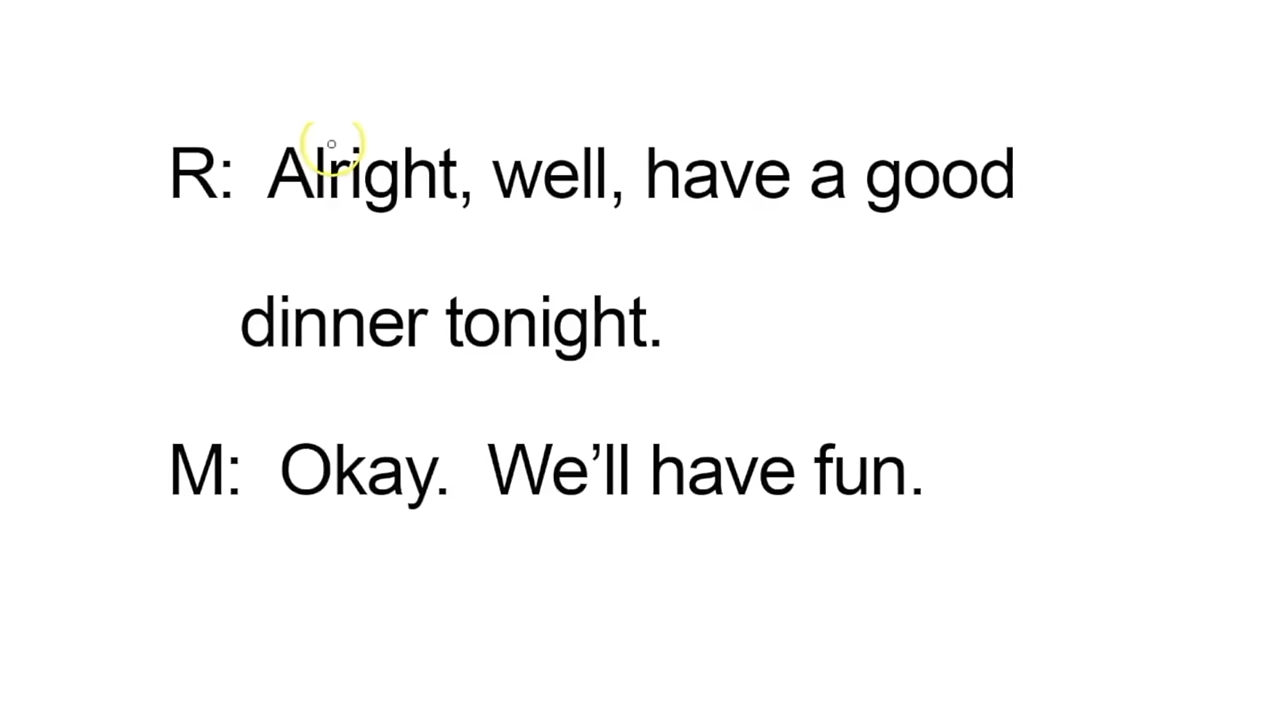 R:  Alright, well, have a good
dinner tonight.
M:  Okay.  We’ll have fun.